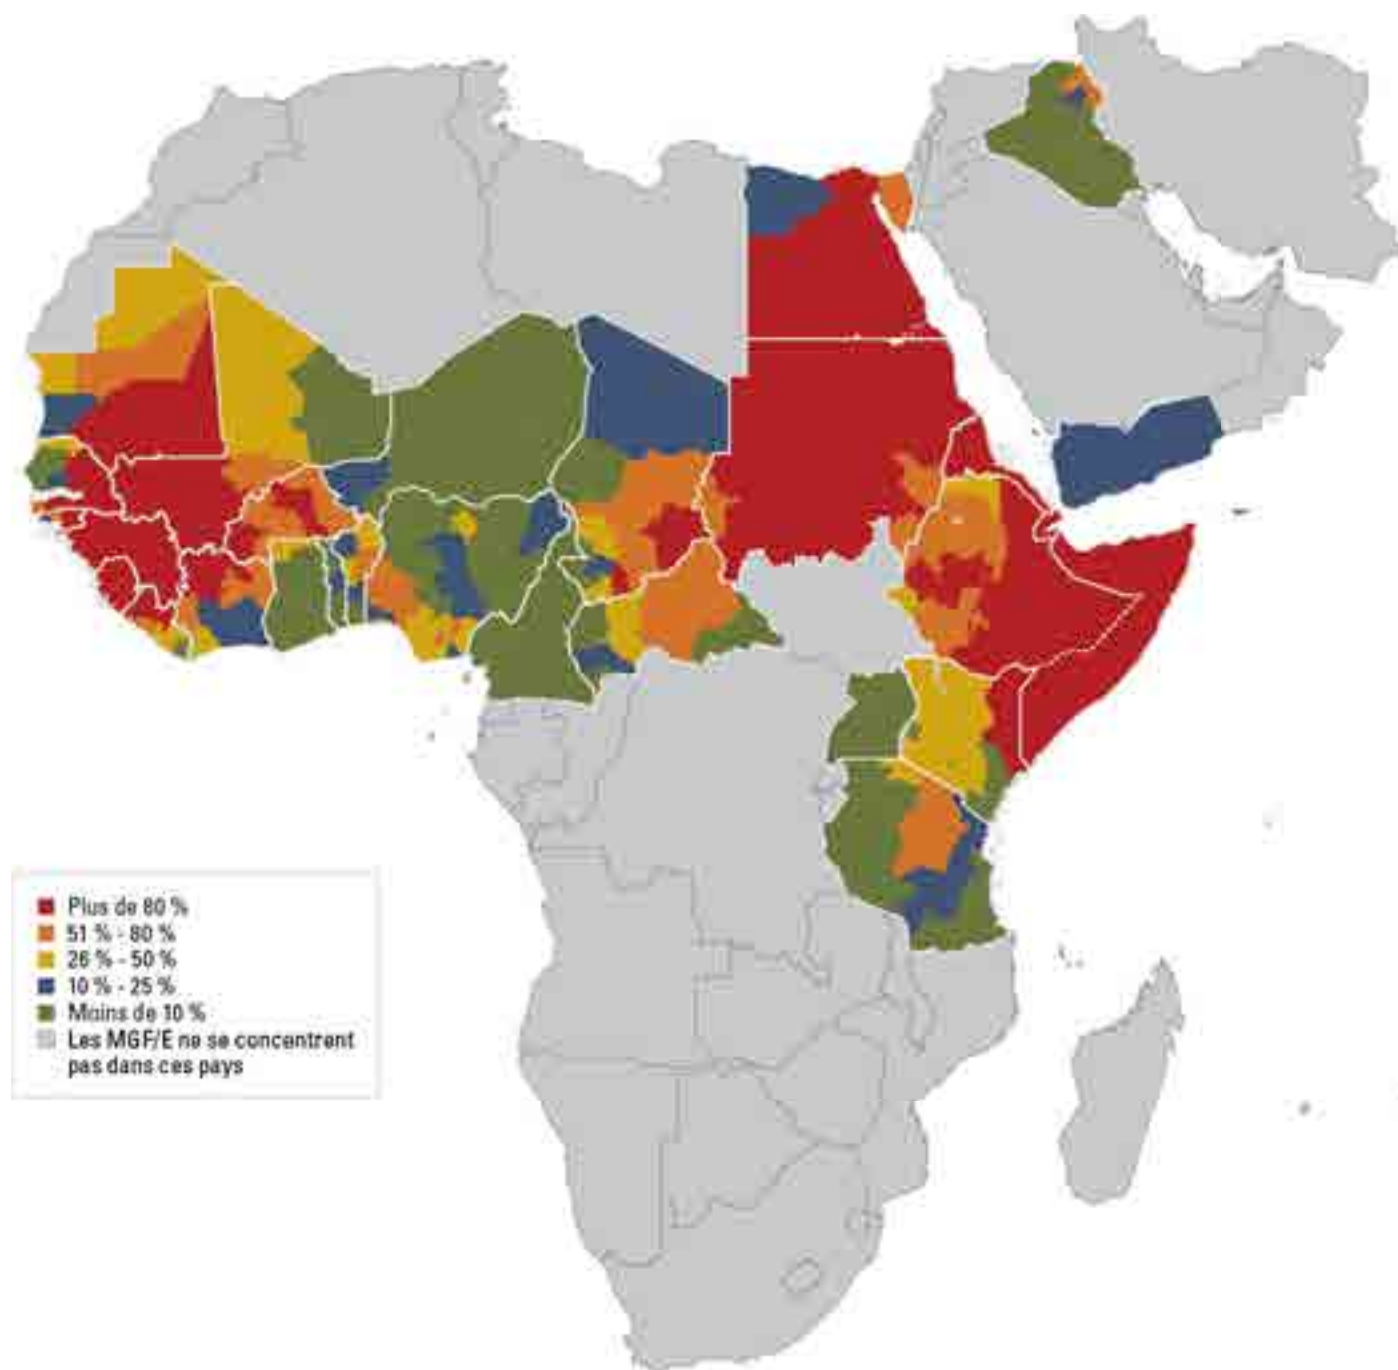 Plus de 80 %
51 % - 80 %
26 % - 50 %
10 % - 25 %
Moins de 10 %
Les MGF/E ne se concentrent
pas dans ces pays